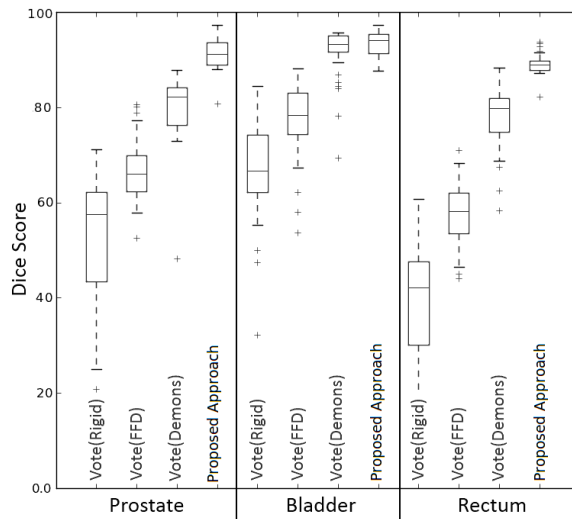 Dice Score
100
80
60
40
20
0.0
Vote(Rigid)
Vote(FFD)
Vote(Demons)
Proposed Approach
Vote(Rigid)
Vote(FFD)
Vote(Demons)
Proposed Approach
Vote(Rigid)
Vote(FFD)
Vote(Demons)
Proposed Approach
Prostate
Bladder
Rectum